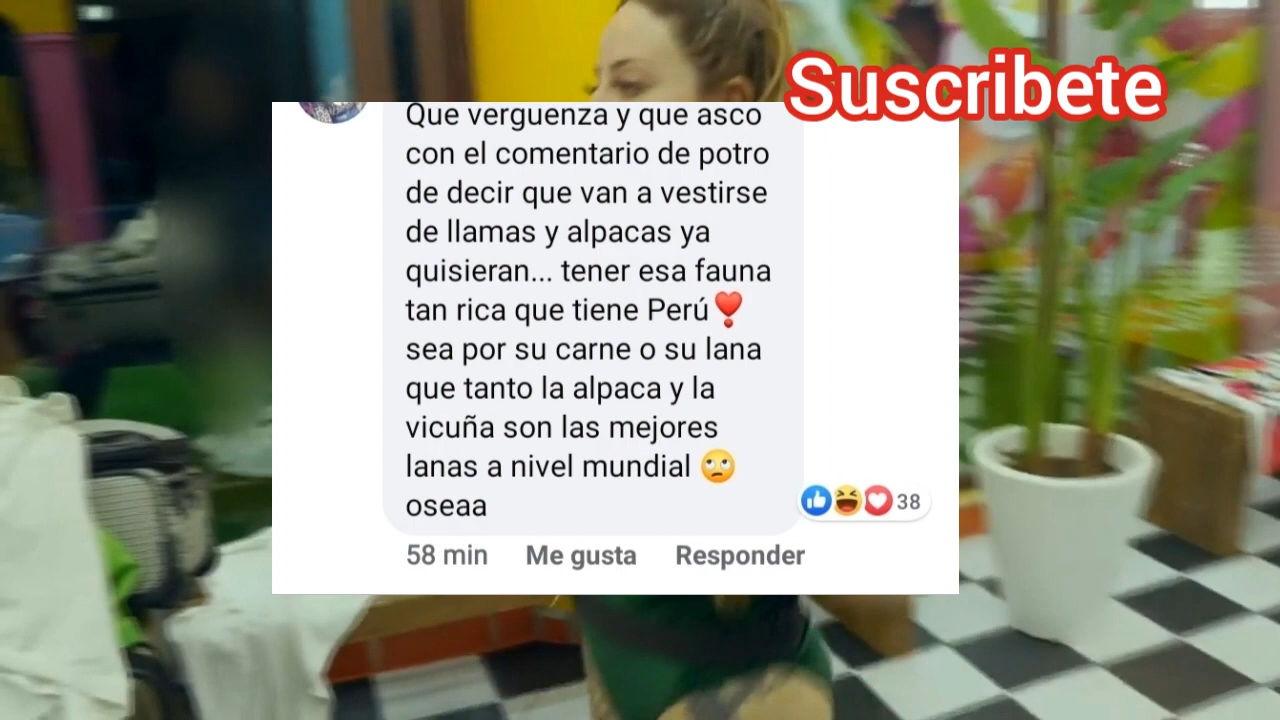 Suscribete
Que verguenza y que asco
con el comentario de potro
de decir que van a vestirse
de llamas y alpacas ya
quisieran... tener esa fauna
tan rica que tiene Perú❣️
sea por su carne o su lana
que tanto la alpaca y la
vicuña son las mejores
lanas a nivel mundial 🙄
oseaa
38
58 min Me gusta Responder